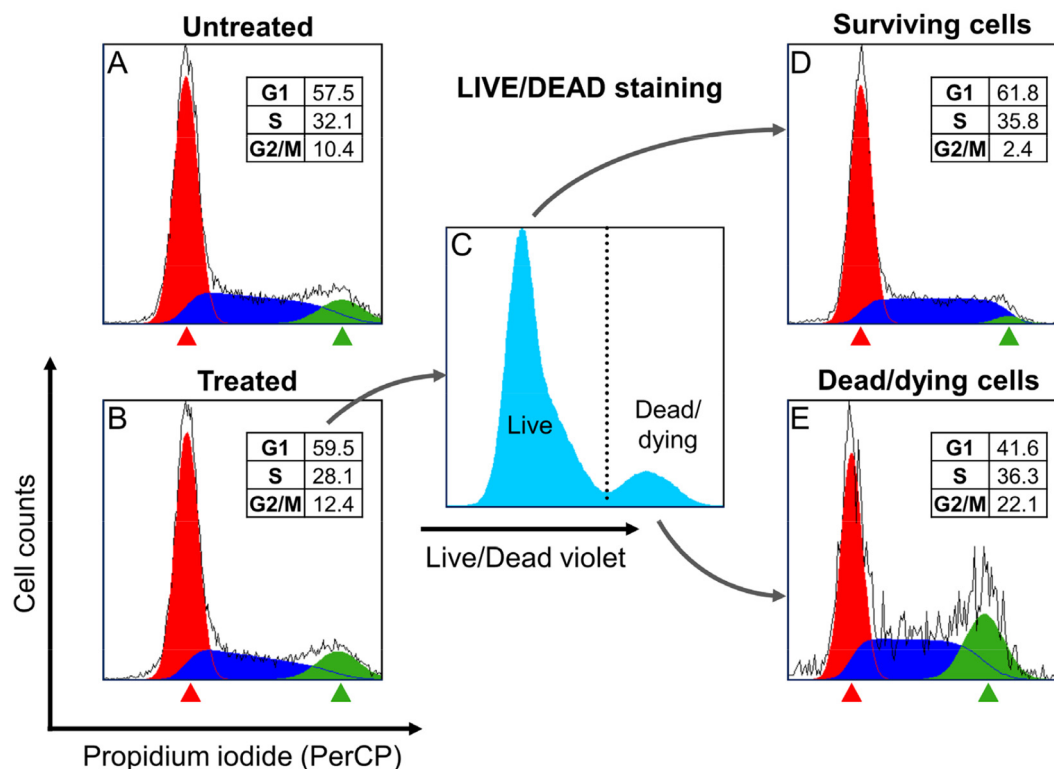 Untreated
A
G1 57.5
S 32.1
G2/M 10.4
LIVE/DEAD staining
Surviving cells
D
G1 61.8
S 35.8
G2/M 2.4
C
Live
Dead/
dying
Live/Dead violet
Treated
B
G1 59.5
S 28.1
G2/M 12.4
Dead/dying cells
E
G1 41.6
S 36.3
G2/M 22.1
Cell counts
Propidium iodide (PerCP)